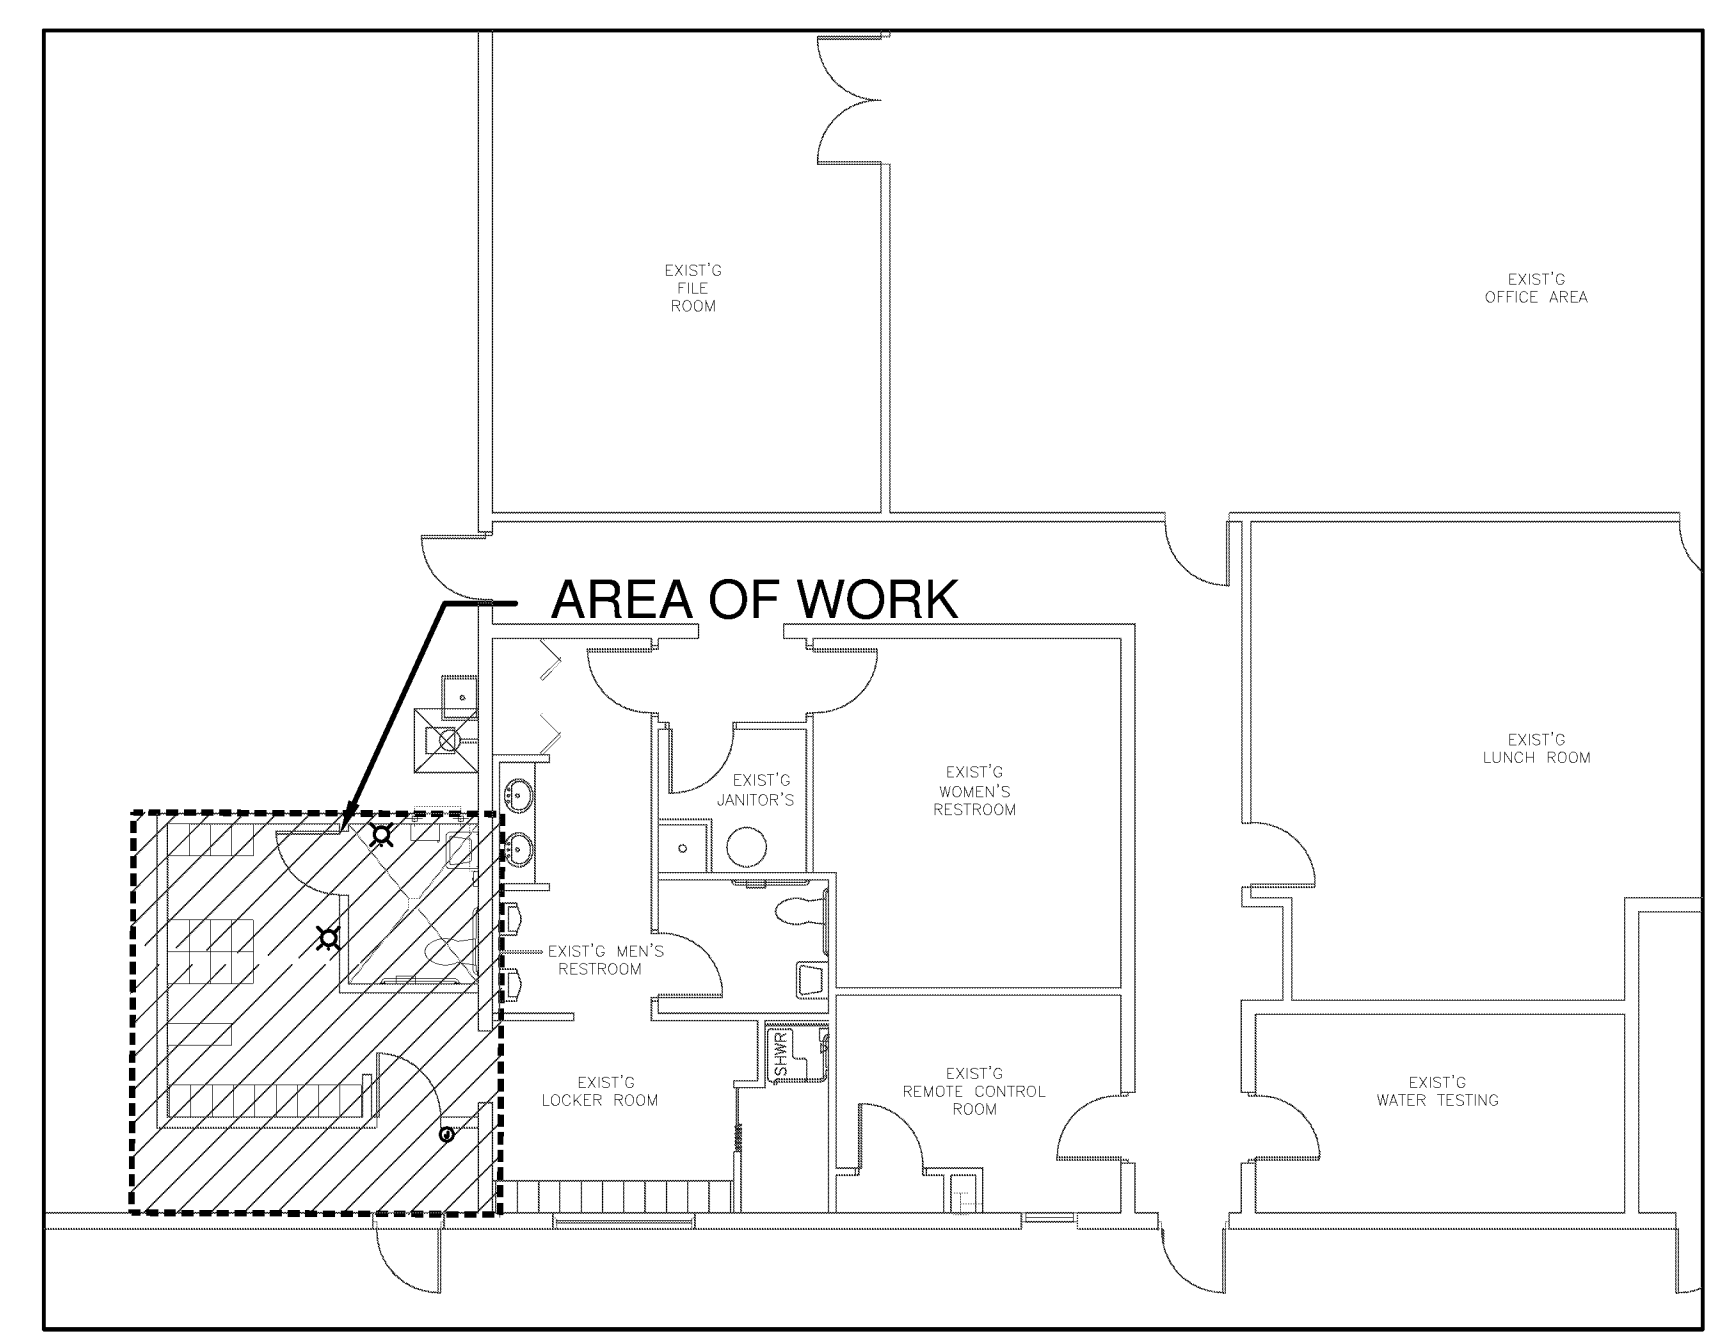 EXIST'G
FILE
ROOM
EXIST'G
OFFICE AREA
AREA OF WORK
EXIST'G
LUNCH ROOM
EXIST'G
JANITOR'S
EXIST'G
WOMEN'S
RESTROOM
EXIST'G MEN'S
RESTROOM
SHWR
EXIST'G
LOCKER ROOM
EXIST'G
REMOTE CONTROL
ROOM
EXIST'G
WATER TESTING